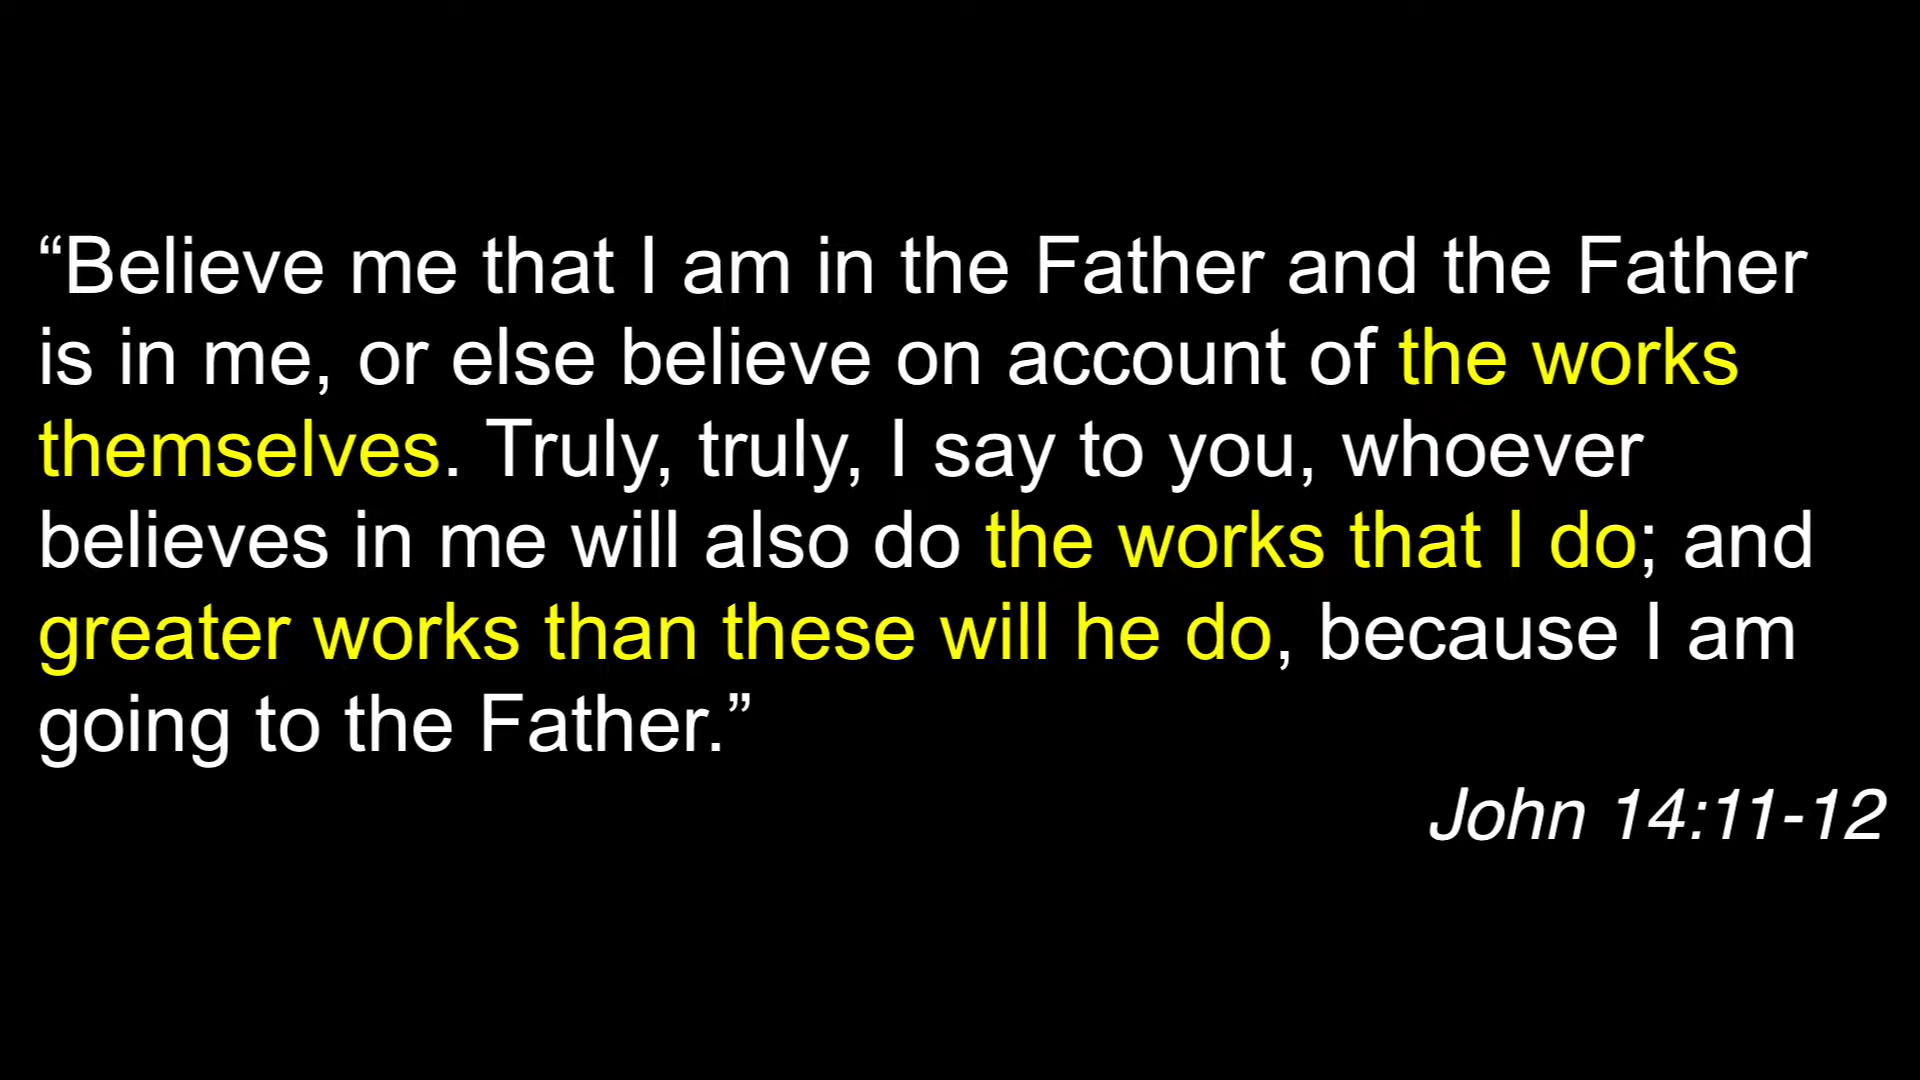 “Believe me that I am in the Father and the Father
is in me, or else believe on account of the works
themselves. Truly, truly, I say to you, whoever
believes in me will also do the works that I do; and
greater works than these will he do, because I am
going to the Father.”
John 14:11-12